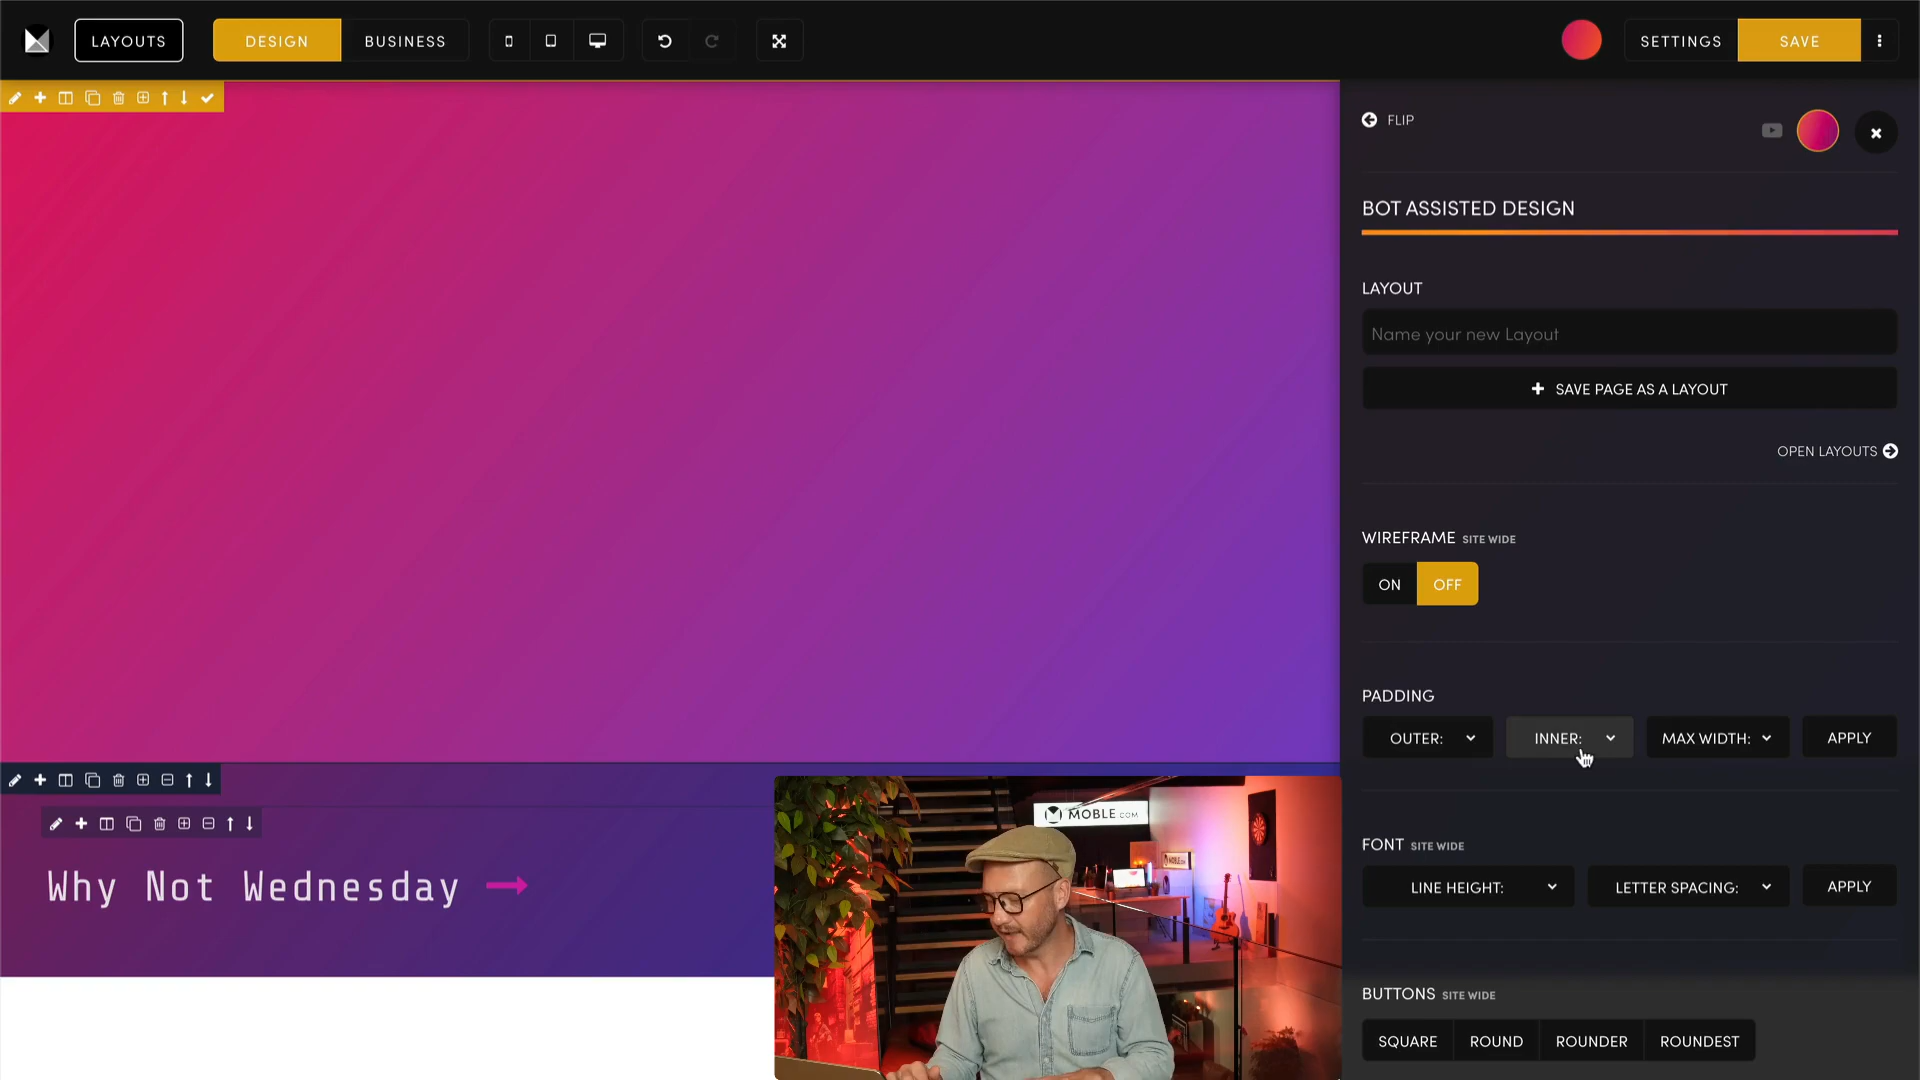 LAYOUTS
DESIGN
BUSINESS
SETTINGS
SAVE
FLIP
BOT ASSISTED DESIGN
LAYOUT
Name your new Layout
SAVE PAGE AS A LAYOUT
OPEN LAYOUTS
WIREFRAME SITE WIDE
ON OFF
PADDING
OUTER: INNER: MAX WIDTH: APPLY
FONT SITE WIDE
LINE HEIGHT: LETTER SPACING: APPLY
BUTTONS SITE WIDE
SQUARE ROUND ROUNDER ROUNDEST
Why Not Wednesday
MOBLE.COM